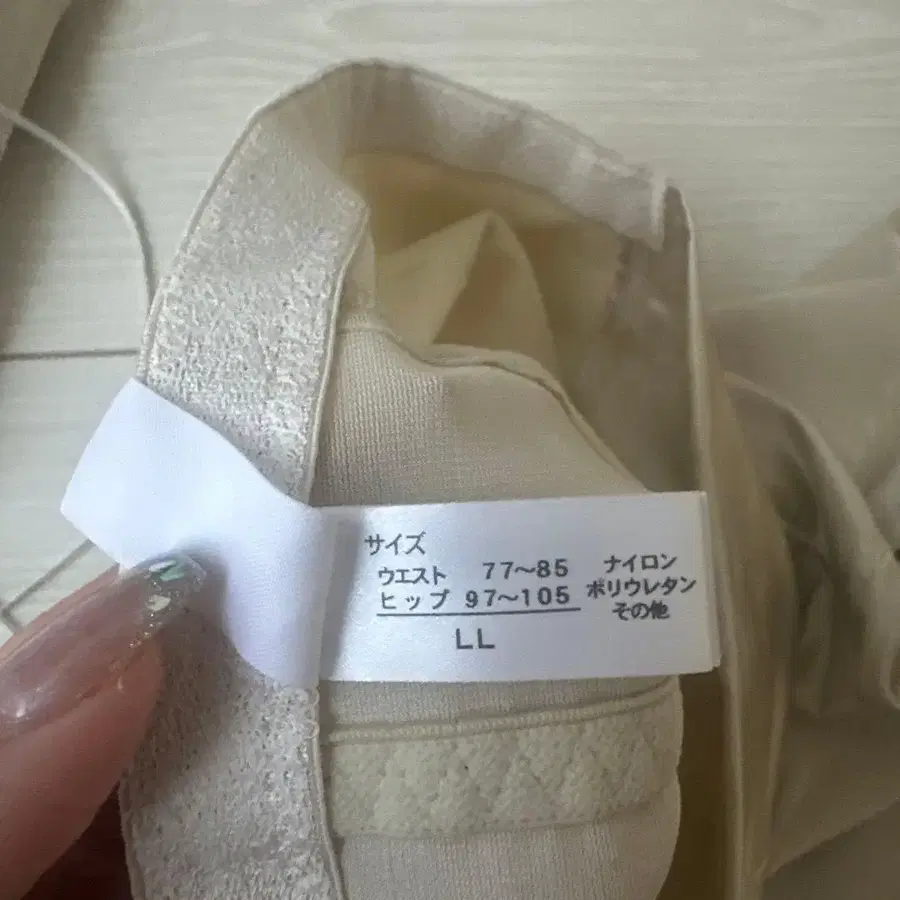 サイズ
ウエスト 77〜85
ヒップ 97〜105
LL
ナイロン
ポリウレタン
その他